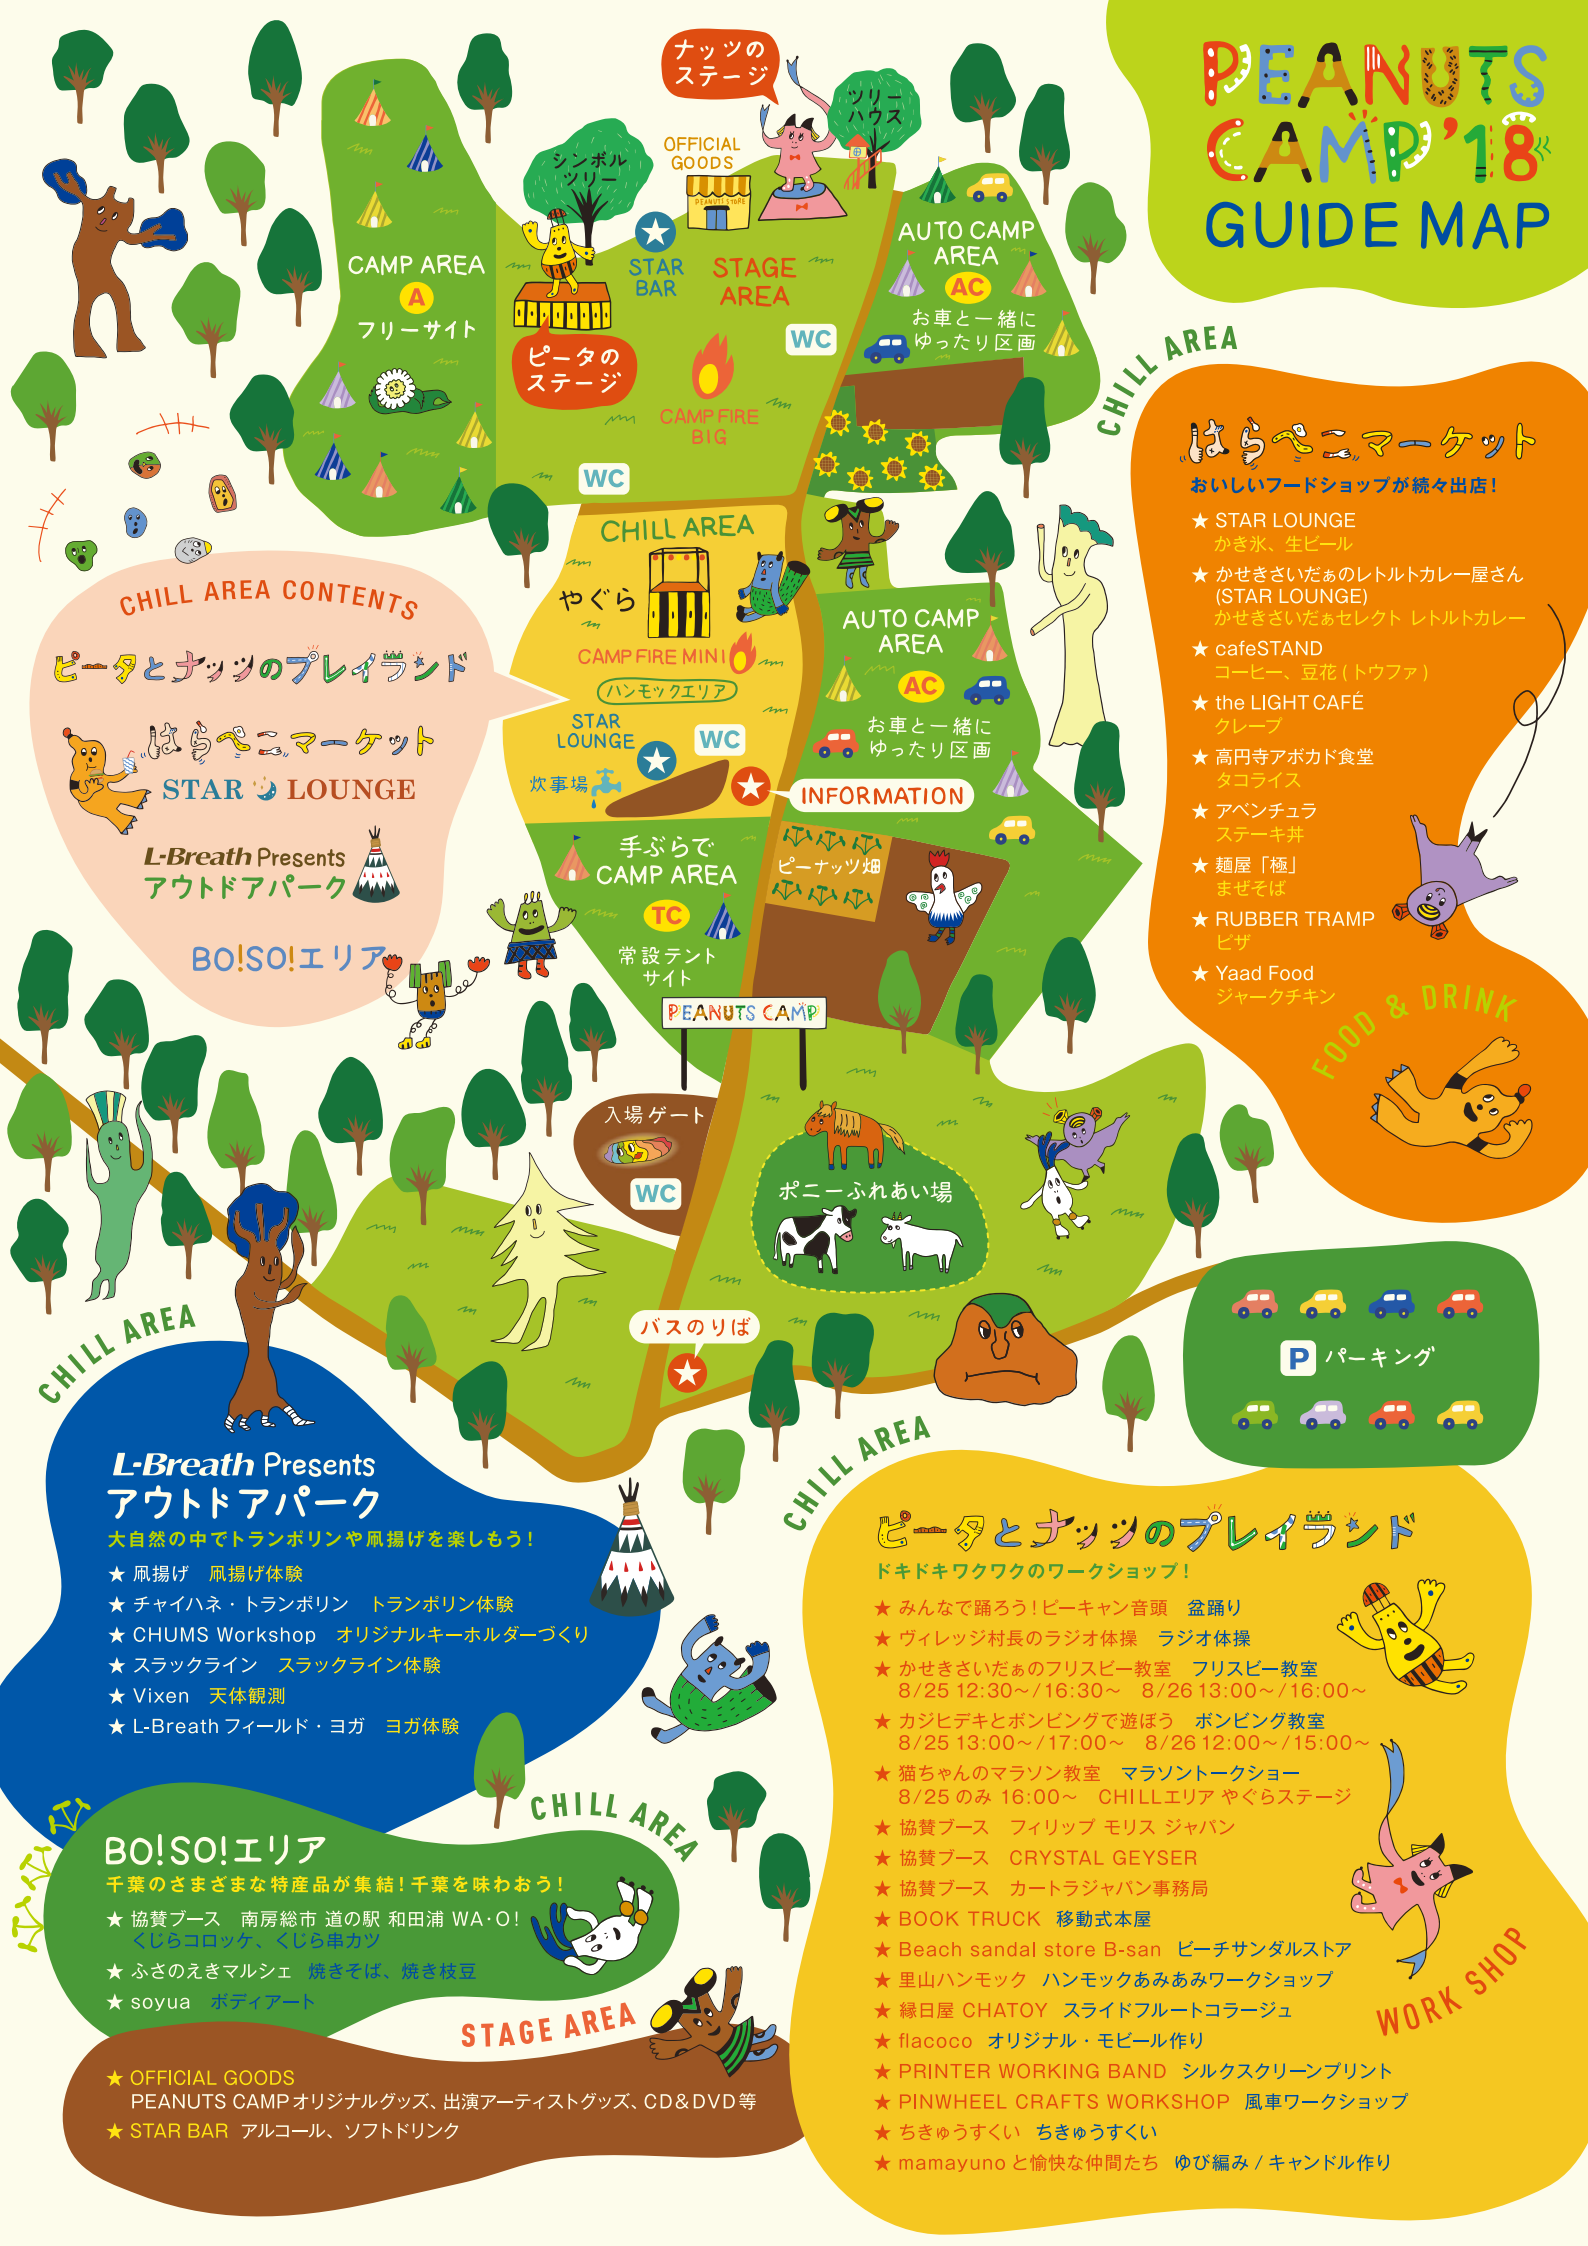 PEANUTS
CAMP'18
GUIDE MAP
ナッツの
ステージ
ツリー
ハウス
OFFICIAL
GOODS
PEANUTS STORE
シンボル
ツリー
STAR
BAR
STAGE
AREA
CAMP AREA
A
フリーサイト
ピータの
ステージ
WC
CAMP FIRE
BIG
WC
AUTO CAMP
AREA
AC
お車と一緒に
ゆったり区画
CHILL AREA
はらぺこマーケット
おいしいフードショップが続々出店!
★ STAR LOUNGE
かき氷、生ビール
★ かせきさいだぁのレトルトカレー屋さん
(STAR LOUNGE)
かせきさいだぁセレクト レトルトカレー
★ cafeSTAND
コーヒー、豆花 ( トウファ )
★ the LIGHT CAFÉ
クレープ
★ 高円寺アボカド食堂
タコライス
★ アベンチュラ
ステーキ丼
★ 麺屋「極」
まぜそば
★ RUBBER TRAMP
ピザ
★ Yaad Food
ジャークチキン
FOOD & DRINK
CHILL AREA
やぐら
CAMP FIRE MINI
ハンモックエリア
STAR
LOUNGE
WC
炊事場
INFORMATION
AUTO CAMP
AREA
AC
お車と一緒に
ゆったり区画
CHILL AREA CONTENTS
ピータとナッツのプレイランド
はらぺこマーケット
STAR LOUNGE
L-Breath Presents
アウトドアパーク
BO!SO!エリア
手ぶらで
CAMP AREA
TC
常設テント
サイト
ピーナッツ畑
PEANUTS CAMP
入場ゲート
WC
ポニーふれあい場
バスのりば
P パーキング
CHILL AREA
L-Breath Presents
アウトドアパーク
大自然の中でトランポリンや凧揚げを楽しもう!
★ 凧揚げ 凧揚げ体験
★ チャイハネ・トランポリン トランポリン体験
★ CHUMS Workshop オリジナルキーホルダーづくり
★ スラックライン スラックライン体験
★ Vixen 天体観測
★ L-Breath フィールド・ヨガ ヨガ体験
CHILL AREA
BO!SO!エリア
千葉のさまざまな特産品が集結!千葉を味わおう!
★ 協賛ブース 南房総市 道の駅 和田浦 WA・O!
くじらコロッケ、くじら串カツ
★ ふさのえきマルシェ 焼きそば、焼き枝豆
★ soyua ボディアート
STAGE AREA
★ OFFICIAL GOODS
PEANUTS CAMPオリジナルグッズ、出演アーティストグッズ、CD&DVD等
★ STAR BAR アルコール、ソフトドリンク
CHILL AREA
ピータとナッツのプレイランド
ドキドキワクワクのワークショップ!
★ みんなで踊ろう!ピーキャン音頭 盆踊り
★ ヴィレッジ村長のラジオ体操 ラジオ体操
★ かせきさいだぁのフリスビー教室 フリスビー教室
8/25 12:30~/16:30~ 8/26 13:00~/16:00~
★ カジヒデキとボンビングで遊ぼう ボンビング教室
8/25 13:00~/17:00~ 8/26 12:00~/15:00~
★ 猫ちゃんのマラソン教室 マラソントークショー
8/25 のみ 16:00~ CHILLエリア やぐらステージ
★ 協賛ブース フィリップ モリス ジャパン
★ 協賛ブース CRYSTAL GEYSER
★ 協賛ブース カートラジャパン事務局
★ BOOK TRUCK 移動式本屋
★ Beach sandal store B-san ビーチサンダルストア
★ 里山ハンモック ハンモックあみあみワークショップ
★ 縁日屋 CHATOY スライドフルートコラージュ
★ flacoco オリジナル・モビール作り
★ PRINTER WORKING BAND シルクスクリーンプリント
★ PINWHEEL CRAFTS WORKSHOP 風車ワークショップ
★ ちきゅうすくい ちきゅうすくい
★ mamayuno と愉快な仲間たち ゆび編み / キャンドル作り
WORK SHOP